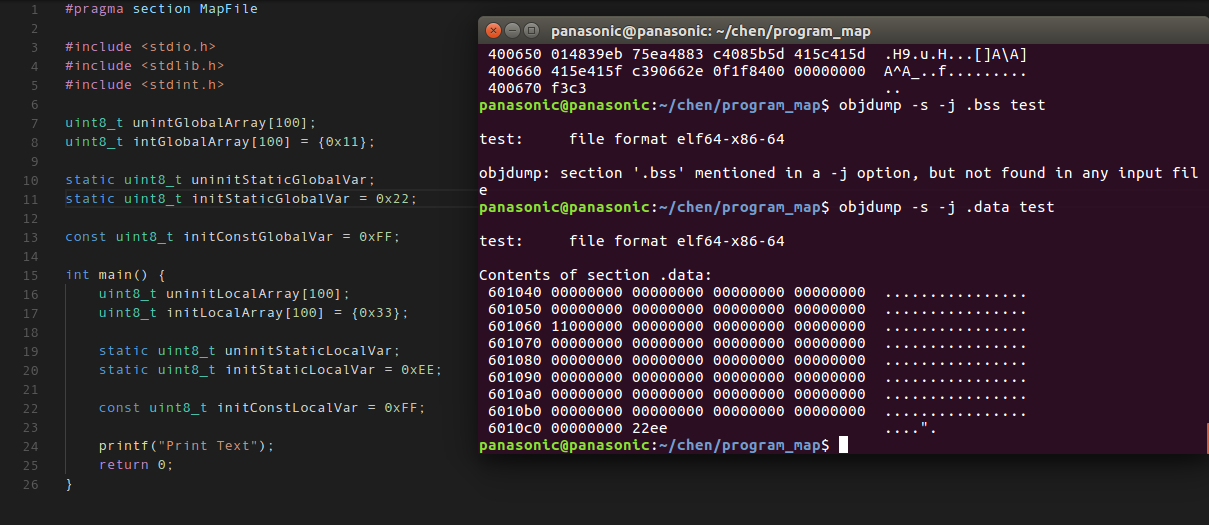 1 #pragma section MapFile
2
3 #include <stdio.h>
4 #include <stdlib.h>
5 #include <stdint.h>
6
7 uint8_t unintGlobalArray[100];
8 uint8_t intGlobalArray[100] = {0x11};
9
10 static uint8_t uninitStaticGlobalVar;
11 static uint8_t initStaticGlobalVar = 0x22;
12
13 const uint8_t initConstGlobalVar = 0xFF;
14
15 int main() {
16 uint8_t uninitLocalArray[100];
17 uint8_t initLocalArray[100] = {0x33};
18
19 static uint8_t uninitStaticLocalVar;
20 static uint8_t initStaticLocalVar = 0xEE;
21
22 const uint8_t initConstLocalVar = 0xFF;
23
24 printf("Print Text");
25 return 0;
26 }
panasonic@panasonic: ~/chen/program_map
400650 014839eb 75ea4883 c4085b5d 415c415d .H9.u.H...[]A\A]
400660 415e415f c390662e 0f1f8400 00000000 A^A_..f.........
400670 f3c3 ..
panasonic@panasonic:~/chen/program_map$ objdump -s -j .bss test
test: file format elf64-x86-64
objdump: section '.bss' mentioned in a -j option, but not found in any input fil
e
panasonic@panasonic:~/chen/program_map$ objdump -s -j .data test
test: file format elf64-x86-64
Contents of section .data:
601040 00000000 00000000 00000000 00000000 ................
601050 00000000 00000000 00000000 00000000 ................
601060 11000000 00000000 00000000 00000000 ................
601070 00000000 00000000 00000000 00000000 ................
601080 00000000 00000000 00000000 00000000 ................
601090 00000000 00000000 00000000 00000000 ................
6010a0 00000000 00000000 00000000 00000000 ................
6010b0 00000000 00000000 00000000 00000000 ................
6010c0 00000000 22ee ....".
panasonic@panasonic:~/chen/program_map$